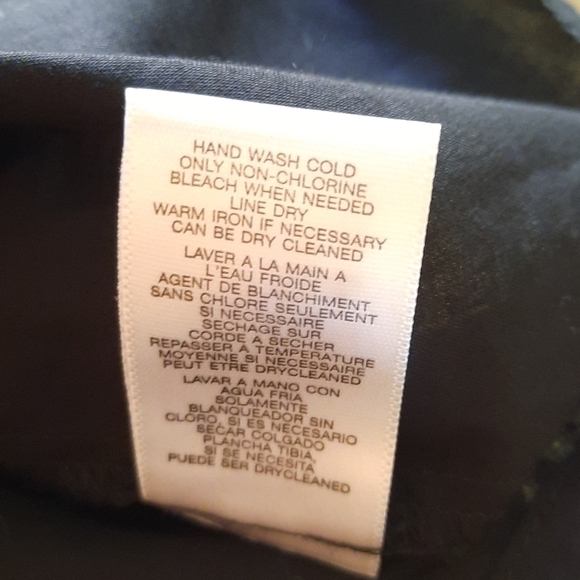 HAND WASH COLD
ONLY NON-CHLORINE
BLEACH WHEN NEEDED
LINE DRY
WARM IRON IF NECESSARY
CAN BE DRY CLEANED
LAVER A LA MAIN A
L'EAU FROIDE
AGENT DE BLANCHIMENT
SANS CHLORE SEULEMENT
SI NECESSAIRE
SECHAGE SUR
CORDE A SECHER
REPASSER A TEMPERATURE
MOYENNE SI NECESSAIRE
PEUT ETRE DRYCLEANED
LAVAR A MANO CON
AGUA FRIA
SOLAMENTE
BLANQUEADOR SIN
CLORO, SI ES NECESARIO
SECAR COLGADO
PLANCHA TIBIA,
SI SE NECESITA
PUEDE SER DRYCLEANED